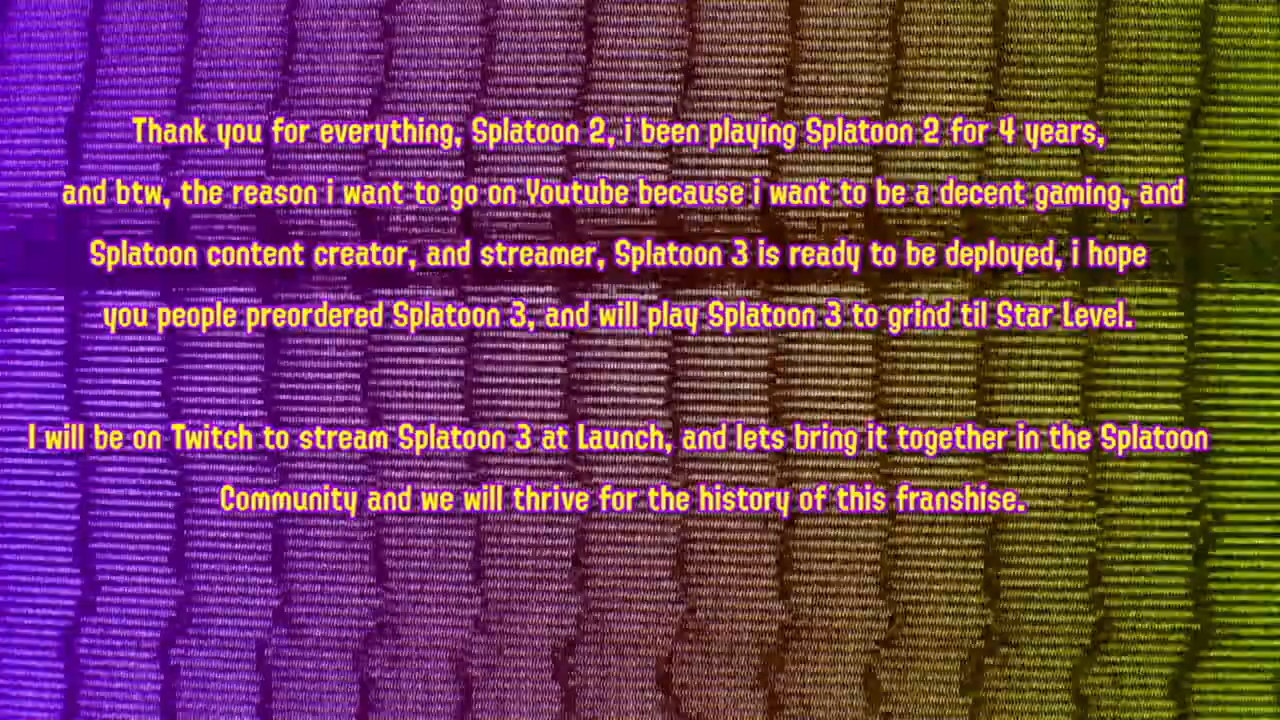 Thank you for everything, Splatoon 2, i been playing Splatoon 2 for 4 years,
and btw, the reason i want to go on Youtube because i want to be a decent gaming, and
Splatoon content creator, and streamer, Splatoon 3 is ready to be deployed, i hope
you people preordered Splatoon 3, and will play Splatoon 3 to grind til Star Level.
I will be on Twitch to stream Splatoon 3 at Launch, and lets bring it together in the Splatoon
Community and we will thrive for the history of this franshise.